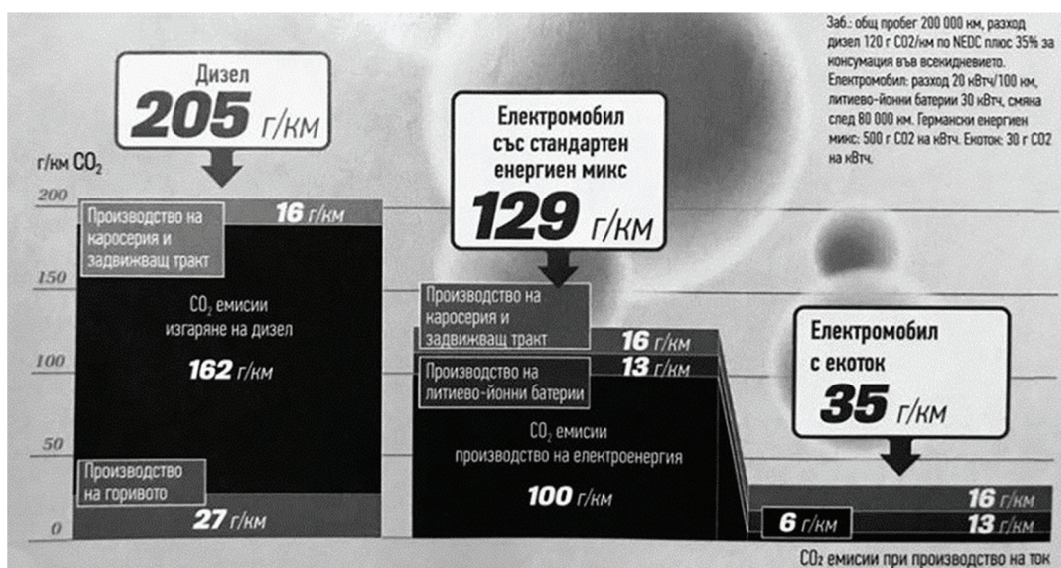 Заб.: общ пробег 200 000 км, разход
дизел 120 г CO2/км по NEDC плюс 35% за
консумация във всекидневието.
Електромобил: разход 20 кВтч/100 км,
литиево-йонни батерии 30 кВтч, смяна
след 80 000 км. Германски енергиен
микс: 500 г CO2 на кВтч. Екоток: 30 г CO2
на кВтч.
Дизел
205 г/км
Електромобил
със стандартен
енергиен микс
129 г/км
Електромобил
с екоток
35 г/км
г/км CO₂
200
150
100
50
0
Производство на
каросерия и
задвижващ тракт
16 г/км
CO₂ емисии
изгаряне на дизел
162 г/км
Производство
на горивото
27 г/км
Производство на
каросерия и
задвижващ тракт
16 г/км
Производство на
литиево-йонни батерии
13 г/км
CO₂ емисии
производство на електроенергия
100 г/км
16 г/км
13 г/км
6 г/км
CO₂ емисии при производство на ток